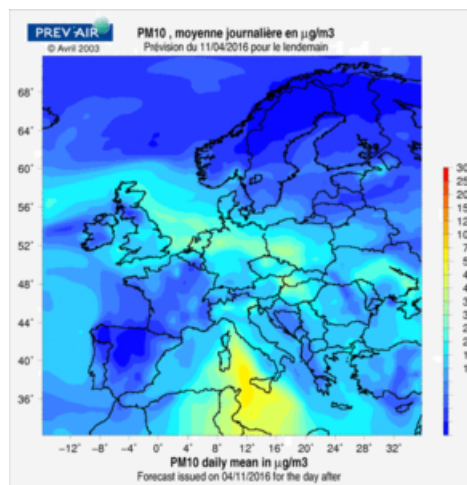 PREV'AIR
© Avril 2003
PM10 , moyenne journalière en µg/m3
Prévision du 11/04/2016 pour le lendemain
68°
64°
60°
56°
52°
48°
44°
40°
36°
−12° −8° −4° 0° 4° 8° 12° 16° 20° 24° 28° 32°
PM10 daily mean in µg/m3
Forecast issued on 04/11/2016 for the day after